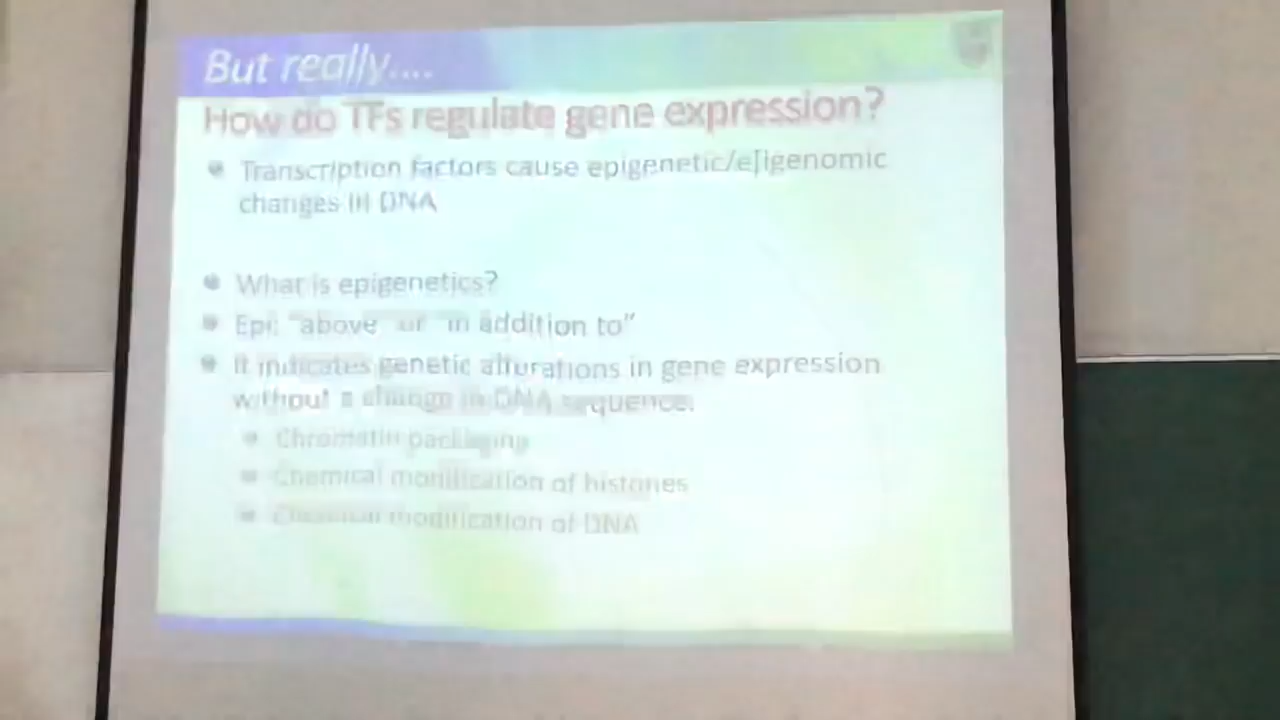 But really....
How do TFs regulate gene expression?
Transcription factors cause epigenetic/epigenomic
changes in DNA
What is epigenetics?
Epi: "above" or "in addition to"
It indicates genetic alterations in gene expression
without a change in DNA sequence.
Chromatin packaging
Chemical modification of histones
Chemical modification of DNA